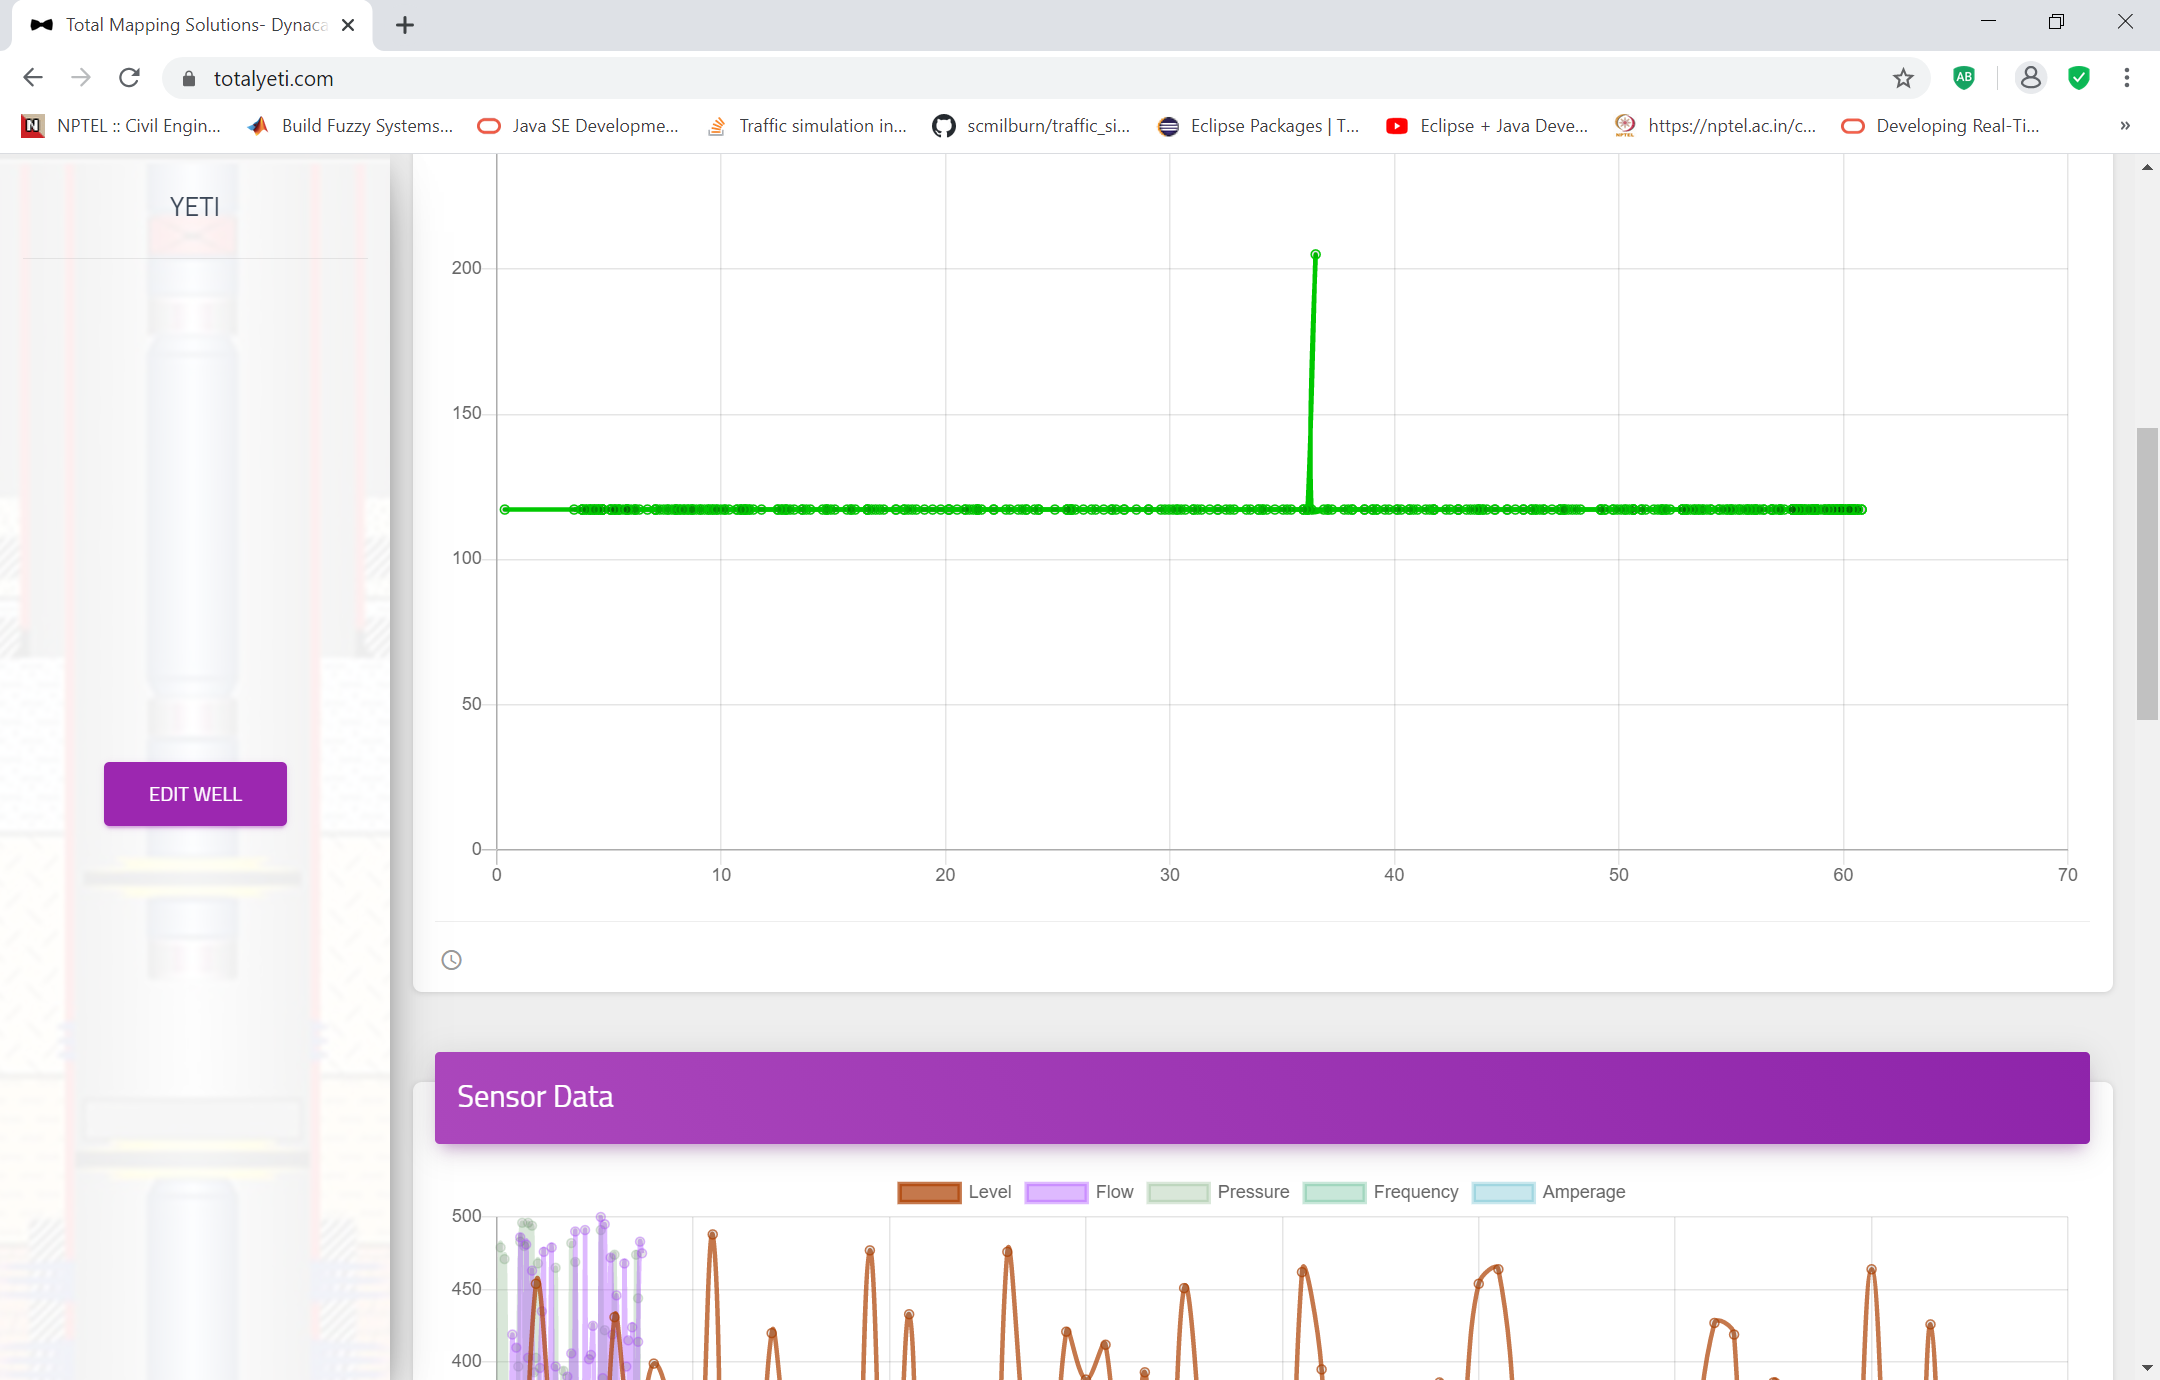 Total Mapping Solutions- Dynaca
totalyeti.com
AB
N
NPTEL :: Civil Engin...
Build Fuzzy Systems...
Java SE Developme...
Traffic simulation in...
scmilburn/traffic_si...
Eclipse Packages | T...
Eclipse + Java Deve...
https://nptel.ac.in/c...
Developing Real-Ti...
»
YETI
EDIT WELL
200
150
100
50
0
0 10 20 30 40 50 60 70
Sensor Data
Level Flow Pressure Frequency Amperage
500
450
400